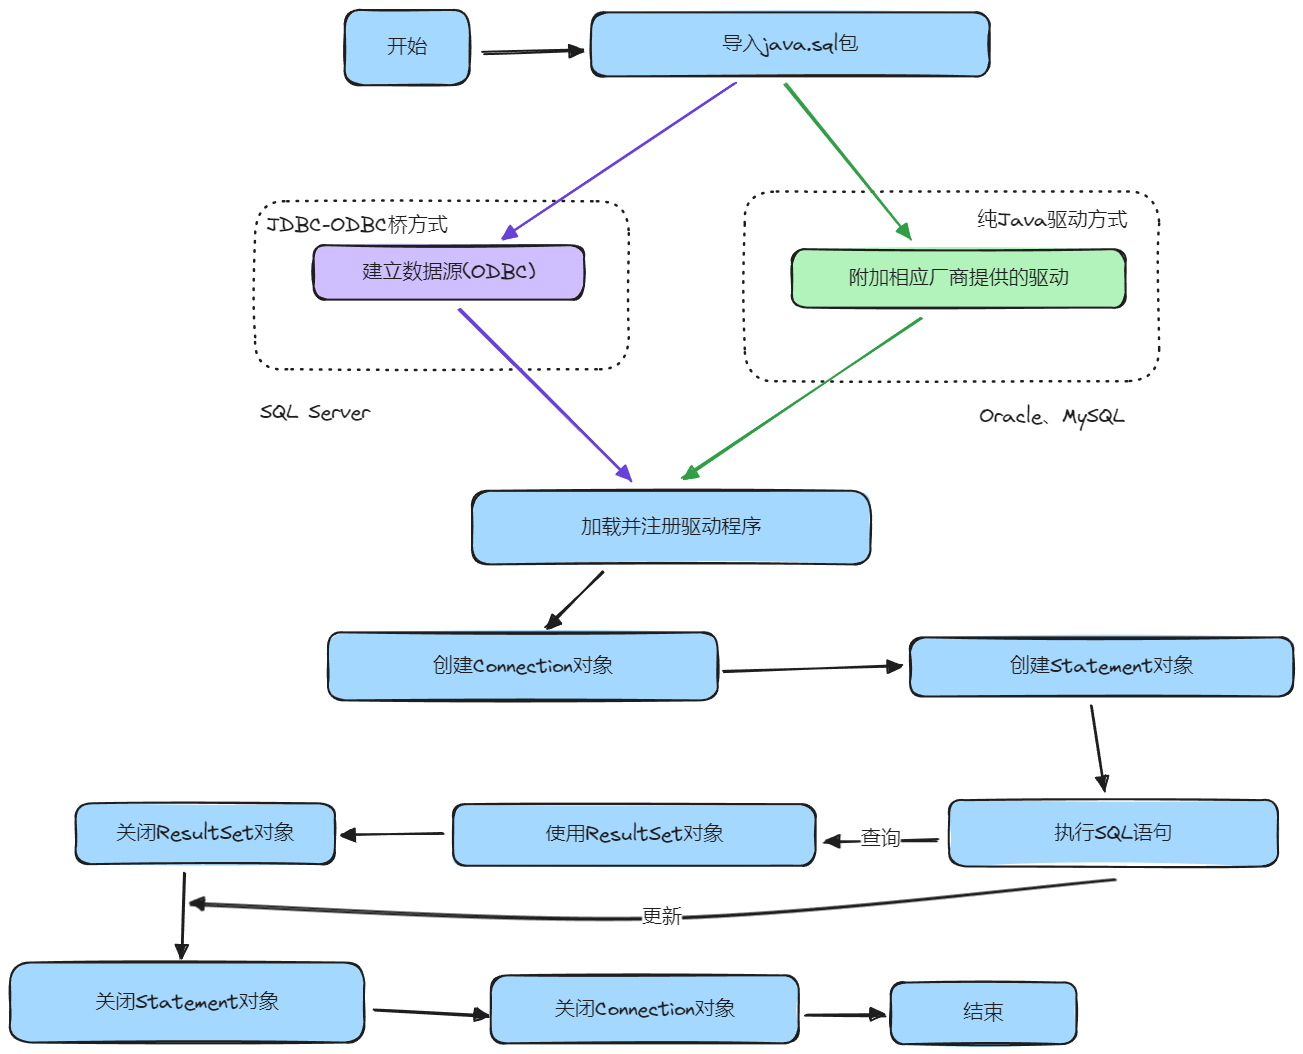 开始
导入java.sql包
JDBC-ODBC桥方式
纯Java驱动方式
建立数据源(ODBC)
附加相应厂商提供的驱动
SQL Server
Oracle、MySQL
加载并注册驱动程序
创建Connection对象
创建Statement对象
关闭ResultSet对象
使用ResultSet对象
查询
执行SQL语句
更新
关闭Statement对象
关闭Connection对象
结束